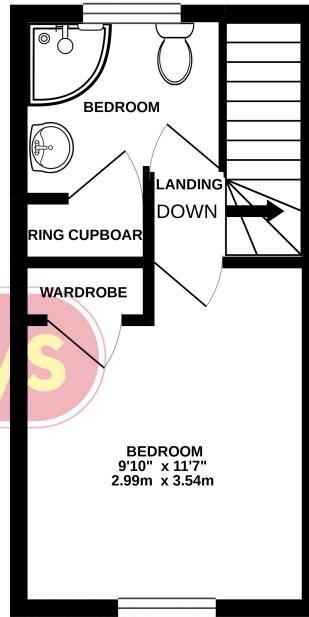 BEDROOM
LANDING
DOWN
RING CUPBOAR
WARDROBE
BEDROOM
9'10" x 11'7"
2.99m x 3.54m